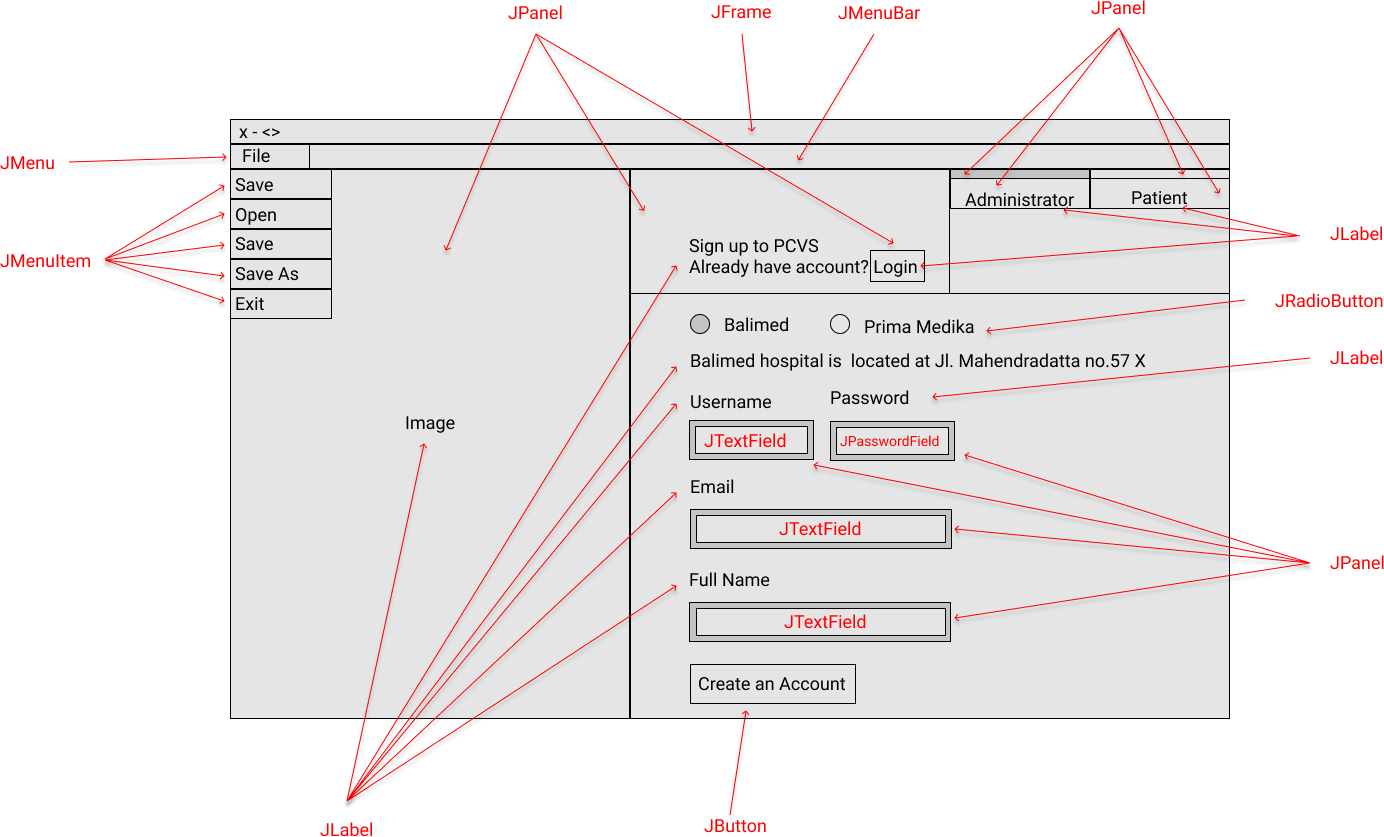 JPanel
JFrame
JMenuBar
JPanel
x - <>
JMenu
File
Save
Open
Save
Save As
Exit
JMenuItem
Administrator
Patient
JLabel
Sign up to PCVS
Already have account?
Login
JRadioButton
Balimed
Prima Medika
JLabel
Balimed hospital is  located at Jl. Mahendradatta no.57 X
Username
Password
Image
JTextField
JPasswordField
Email
JTextField
JPanel
Full Name
JTextField
Create an Account
JLabel
JButton